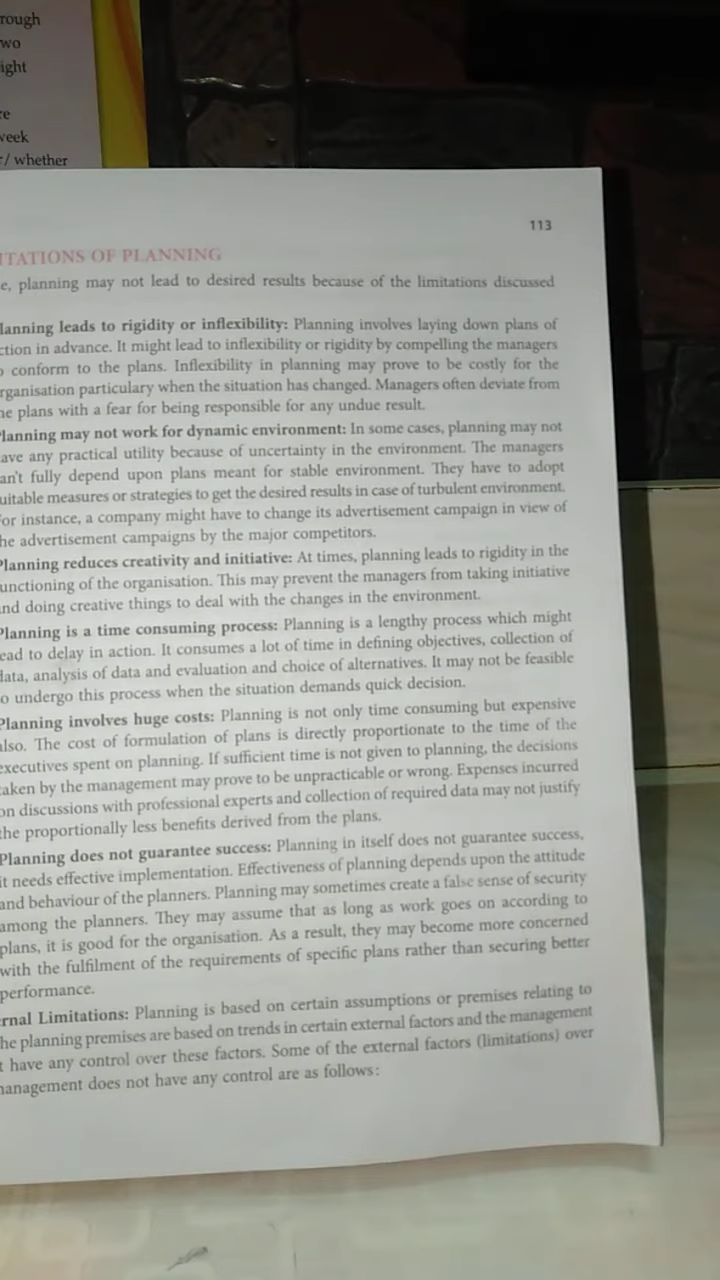 rough
wo
ight
re
veek
r/ whether
113
ITATIONS OF PLANNING
e, planning may not lead to desired results because of the limitations discussed
lanning leads to rigidity or inflexibility: Planning involves laying down plans of
ction in advance. It might lead to inflexibility or rigidity by compelling the managers
o conform to the plans. Inflexibility in planning may prove to be costly for the
rganisation particulary when the situation has changed. Managers often deviate from
he plans with a fear for being responsible for any undue result.
Planning may not work for dynamic environment: In some cases, planning may not
ave any practical utility because of uncertainty in the environment. The managers
an't fully depend upon plans meant for stable environment. They have to adopt
uitable measures or strategies to get the desired results in case of turbulent environment.
or instance, a company might have to change its advertisement campaign in view of
he advertisement campaigns by the major competitors.
Planning reduces creativity and initiative: At times, planning leads to rigidity in the
unctioning of the organisation. This may prevent the managers from taking initiative
nd doing creative things to deal with the changes in the environment.
Planning is a time consuming process: Planning is a lengthy process which might
ead to delay in action. It consumes a lot of time in defining objectives, collection of
data, analysis of data and evaluation and choice of alternatives. It may not be feasible
o undergo this process when the situation demands quick decision.
Planning involves huge costs: Planning is not only time consuming but expensive
also. The cost of formulation of plans is directly proportionate to the time of the
executives spent on planning. If sufficient time is not given to planning, the decisions
taken by the management may prove to be unpracticable or wrong. Expenses incurred
on discussions with professional experts and collection of required data may not justify
the proportionally less benefits derived from the plans.
Planning does not guarantee success: Planning in itself does not guarantee success,
it needs effective implementation. Effectiveness of planning depends upon the attitude
and behaviour of the planners. Planning may sometimes create a false sense of security
among the planners. They may assume that as long as work goes on according to
plans, it is good for the organisation. As a result, they may become more concerned
with the fulfilment of the requirements of specific plans rather than securing better
performance.
rnal Limitations: Planning is based on certain assumptions or premises relating to
he planning premises are based on trends in certain external factors and the management
t have any control over these factors. Some of the external factors (limitations) over
nanagement does not have any control are as follows: